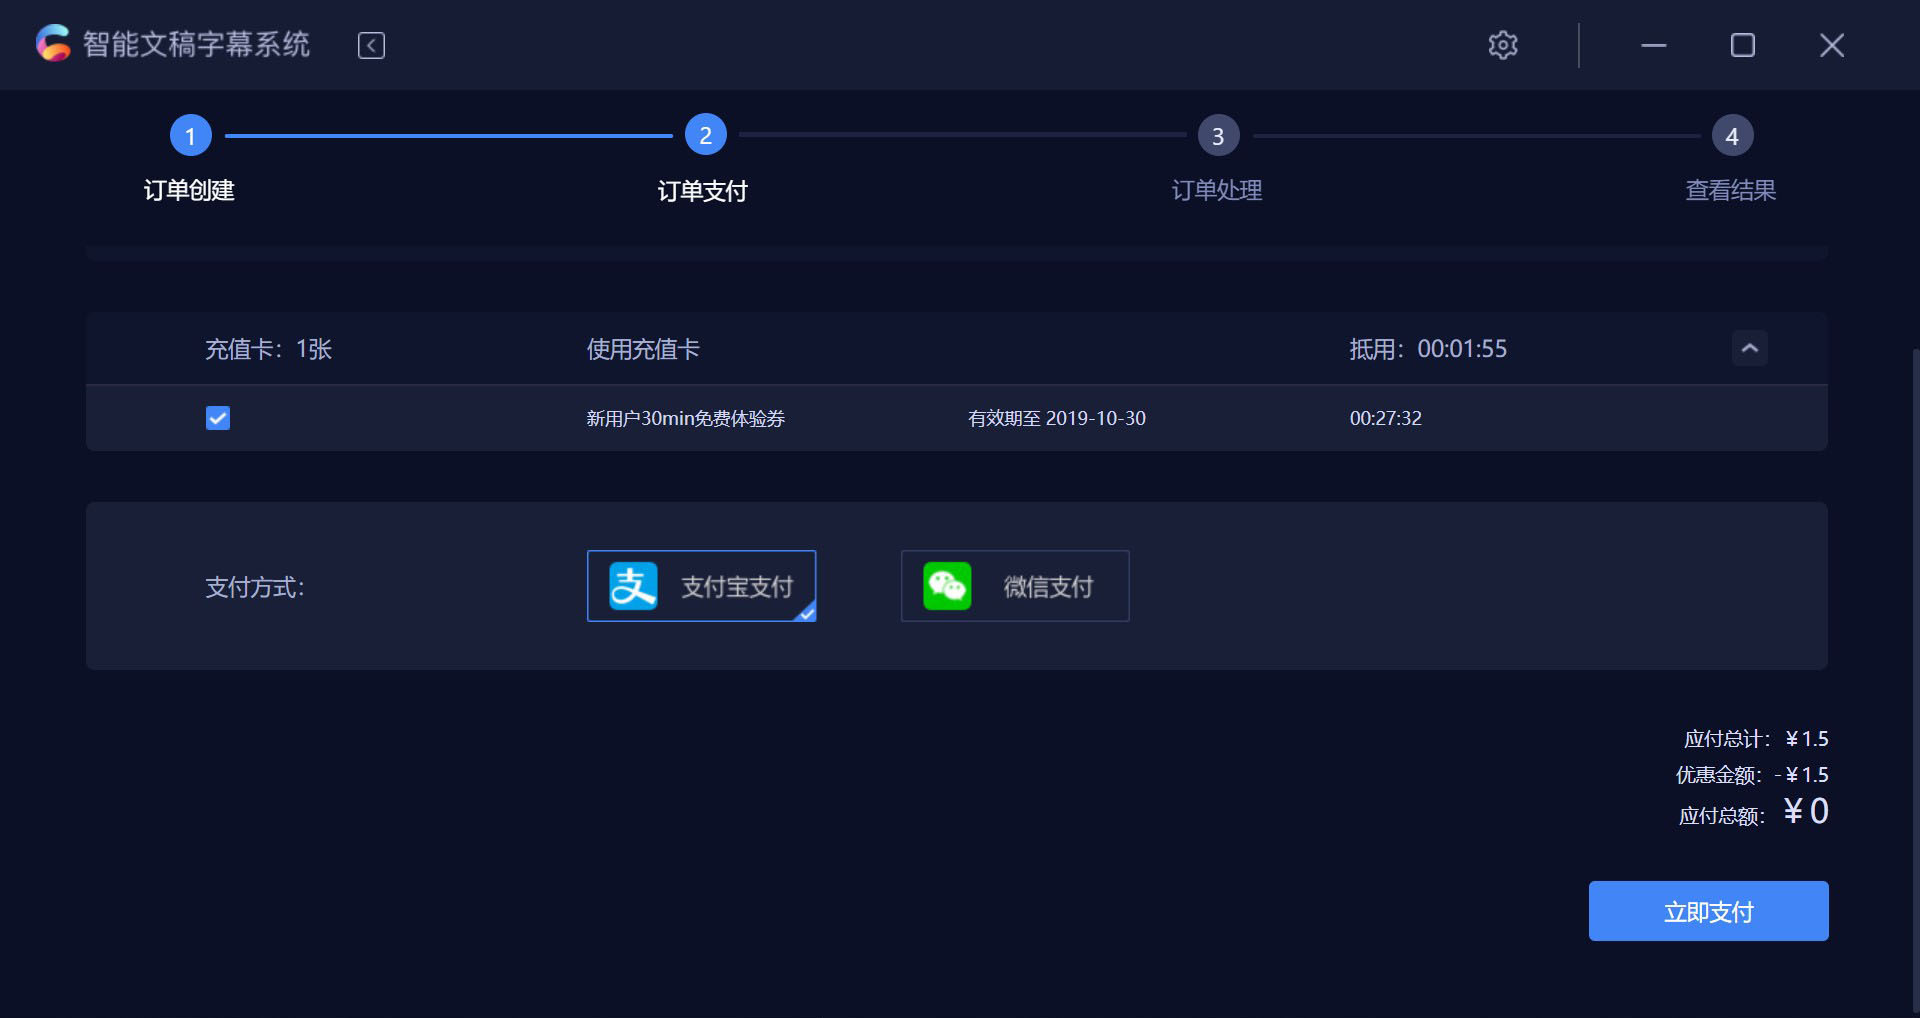 智能文稿字幕系统
1
2
3
4
订单创建
订单支付
订单处理
查看结果
充值卡：1张
使用充值卡
抵用：00:01:55
新用户30min免费体验券
有效期至 2019-10-30
00:27:32
支付方式：
支
支付宝支付
微信支付
应付总计：¥1.5
优惠金额：-¥1.5
应付总额：¥0
立即支付